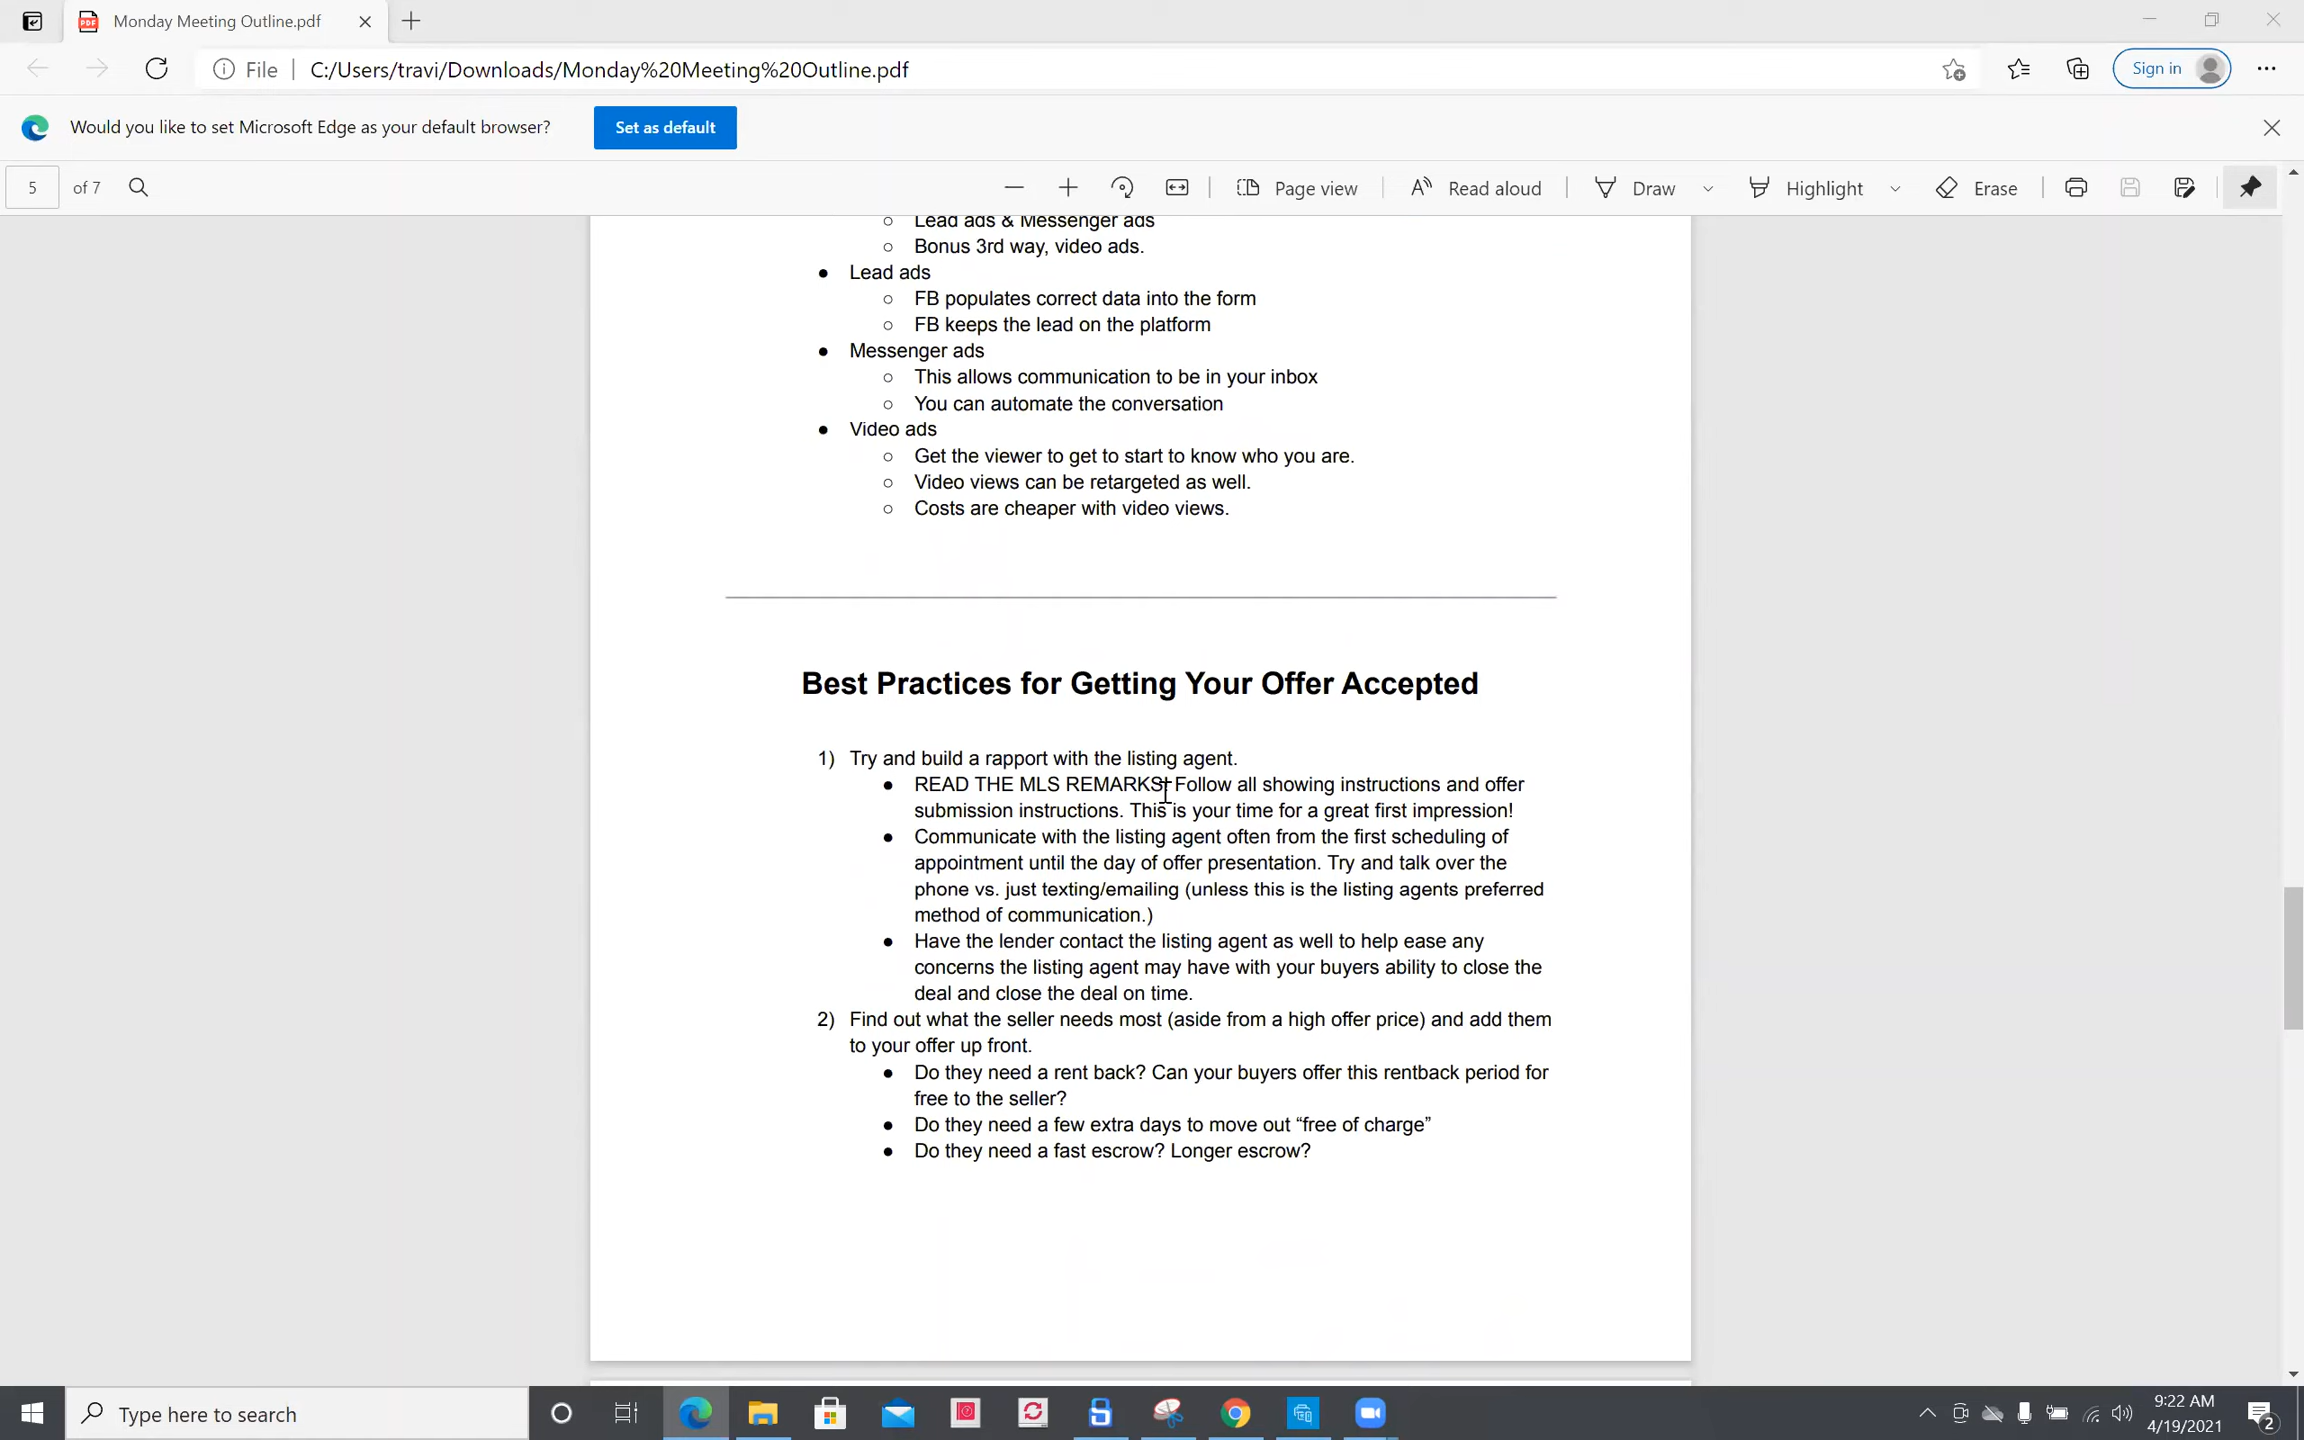 Monday Meeting Outline.pdf
File
C:/Users/travi/Downloads/Monday%20Meeting%20Outline.pdf
Sign in
Would you like to set Microsoft Edge as your default browser?
Set as default
5
of 7
Page view
Read aloud
Draw
Highlight
Erase
○ Lead ads & Messenger ads
○ Bonus 3rd way, video ads.
● Lead ads
○ FB populates correct data into the form
○ FB keeps the lead on the platform
● Messenger ads
○ This allows communication to be in your inbox
○ You can automate the conversation
● Video ads
○ Get the viewer to get to start to know who you are.
○ Video views can be retargeted as well.
○ Costs are cheaper with video views.
Best Practices for Getting Your Offer Accepted
1) Try and build a rapport with the listing agent.
● READ THE MLS REMARKS! Follow all showing instructions and offer
submission instructions. This is your time for a great first impression!
● Communicate with the listing agent often from the first scheduling of
appointment until the day of offer presentation. Try and talk over the
phone vs. just texting/emailing (unless this is the listing agents preferred
method of communication.)
● Have the lender contact the listing agent as well to help ease any
concerns the listing agent may have with your buyers ability to close the
deal and close the deal on time.
2) Find out what the seller needs most (aside from a high offer price) and add them
to your offer up front.
● Do they need a rent back? Can your buyers offer this rentback period for
free to the seller?
● Do they need a few extra days to move out “free of charge”
● Do they need a fast escrow? Longer escrow?
Type here to search
9:22 AM
4/19/2021
2